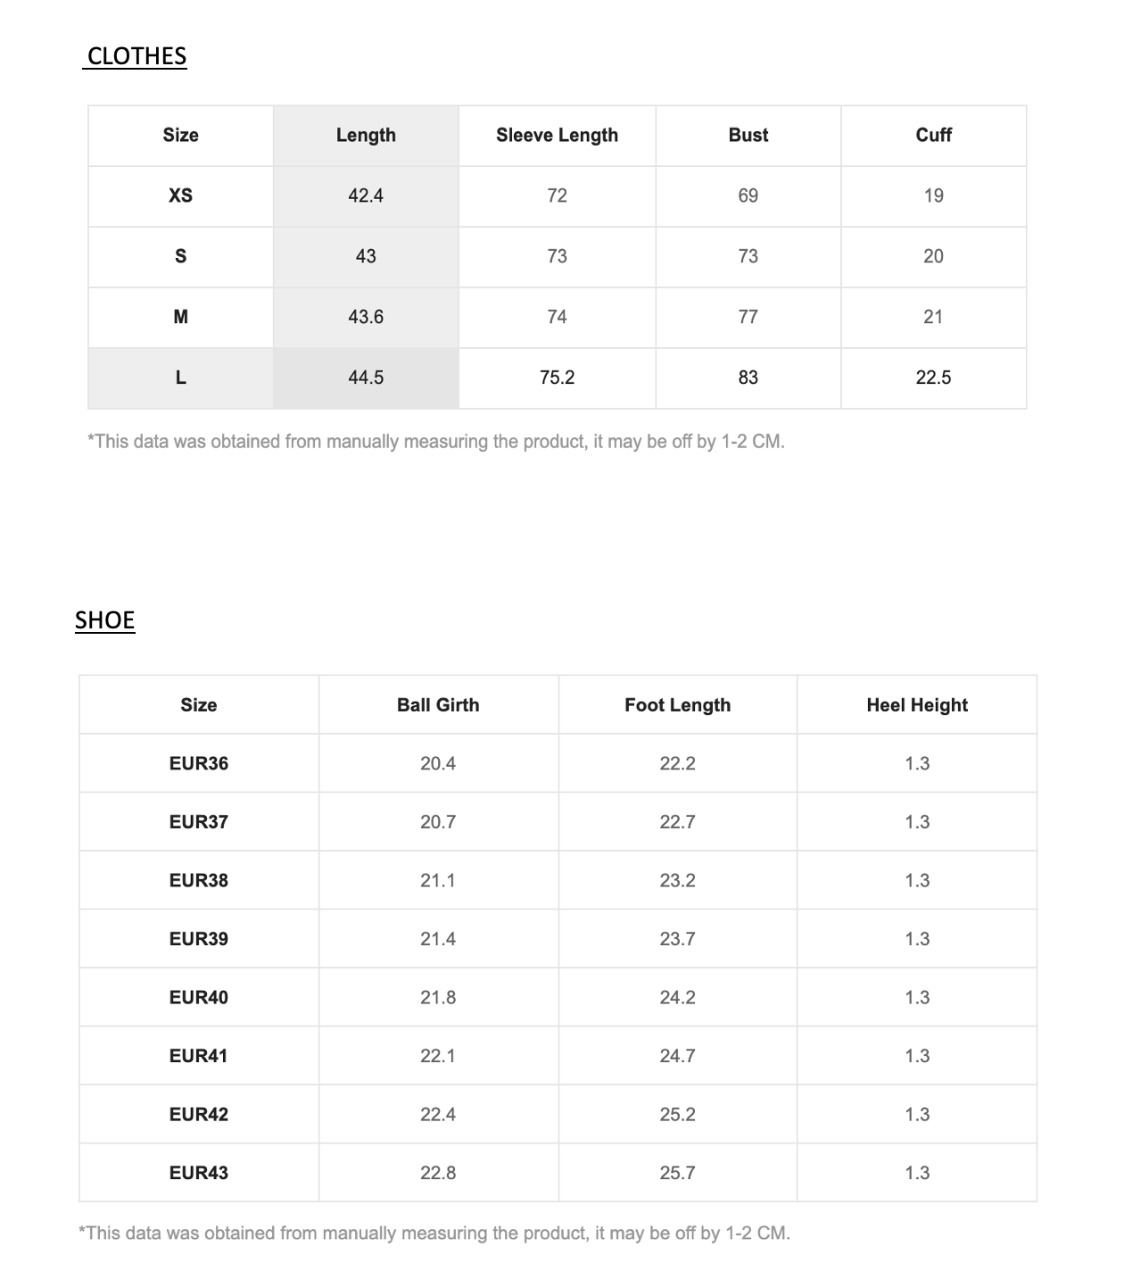 CLOTHES
Size Length Sleeve Length Bust Cuff
XS 42.4 72 69 19
S 43 73 73 20
M 43.6 74 77 21
L 44.5 75.2 83 22.5
*This data was obtained from manually measuring the product, it may be off by 1-2 CM.
SHOE
Size Ball Girth Foot Length Heel Height
EUR36 20.4 22.2 1.3
EUR37 20.7 22.7 1.3
EUR38 21.1 23.2 1.3
EUR39 21.4 23.7 1.3
EUR40 21.8 24.2 1.3
EUR41 22.1 24.7 1.3
EUR42 22.4 25.2 1.3
EUR43 22.8 25.7 1.3
*This data was obtained from manually measuring the product, it may be off by 1-2 CM.